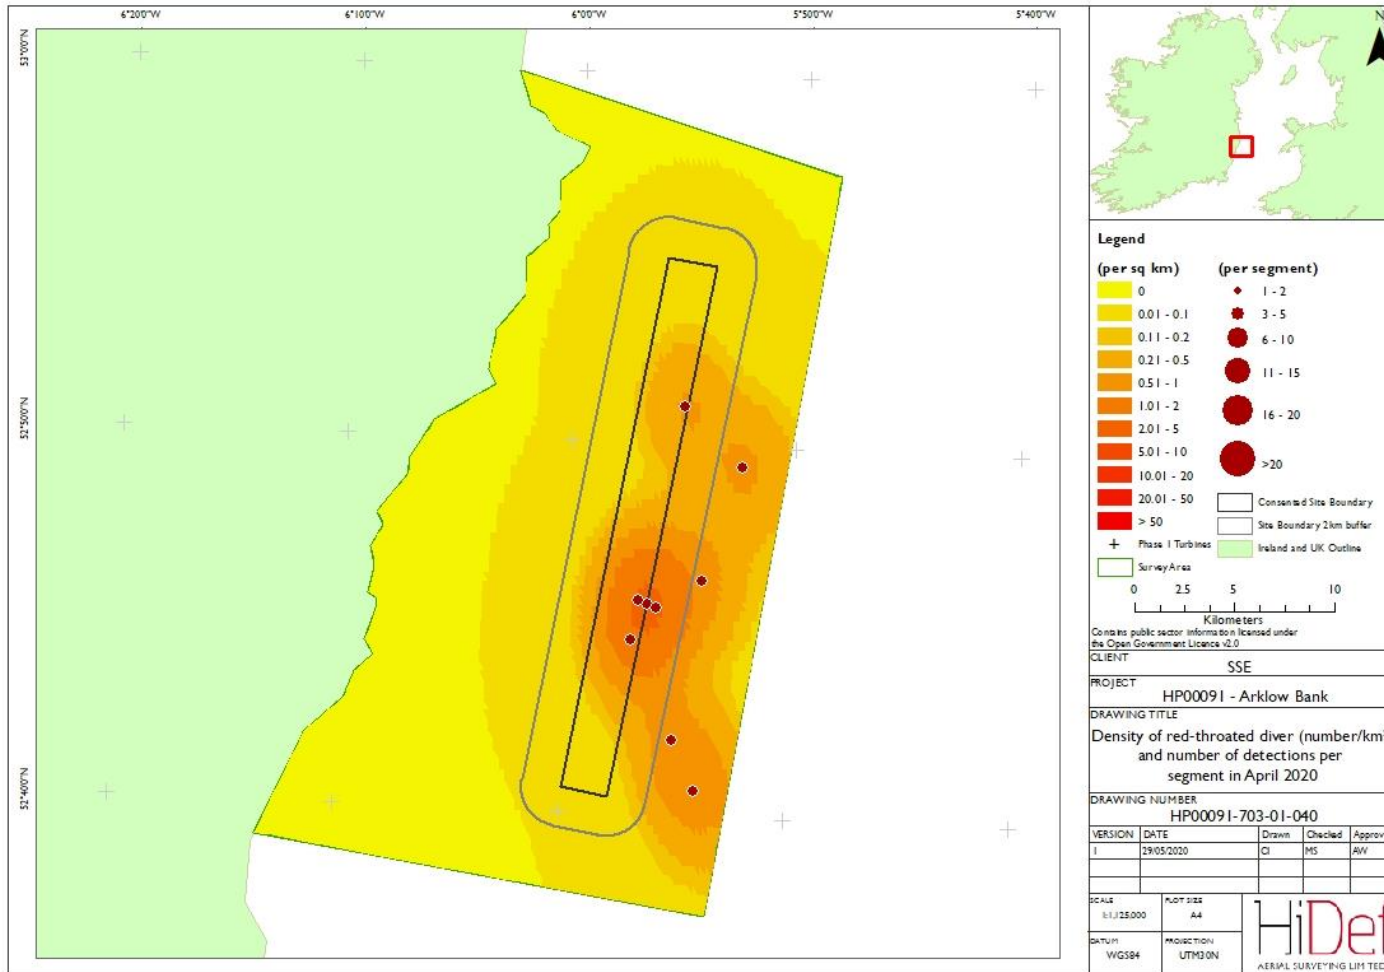 6°20'0"W 6°10'0"W 6°0'0"W 5°50'0"W 5°40'0"W
53°0'0"N
52°50'0"N
52°40'0"N
N
Legend
(per sq km) (per segment)
0 1 - 2
0.01 - 0.1 3 - 5
0.11 - 0.2 6 - 10
0.21 - 0.5
0.51 - 1 11 - 15
1.01 - 2 16 - 20
2.01 - 5
5.01 - 10 >20
10.01 - 20
20.01 - 50 Consented Site Boundary
> 50 Site Boundary 2km buffer
Phase 1 Turbines Ireland and UK Outline
Survey Area
0 2.5 5 10
Kilometers
Contains public sector information licensed under
the Open Government Licence v2.0
CLIENT
SSE
PROJECT
HP00091 - Arklow Bank
DRAWING TITLE
Density of red-throated diver (number/km
and number of detections per
segment in April 2020
DRAWING NUMBER
HP00091-703-01-040
VERSION DATE Drawn Checked Approv
1 29/05/2020 CI MS AW
SCALE PLOT SIZE
1:1,125,000 A4
DATUM PROJECTION
WGS84 UTM30N
HiDef
AERIAL SURVEYING LIMITED